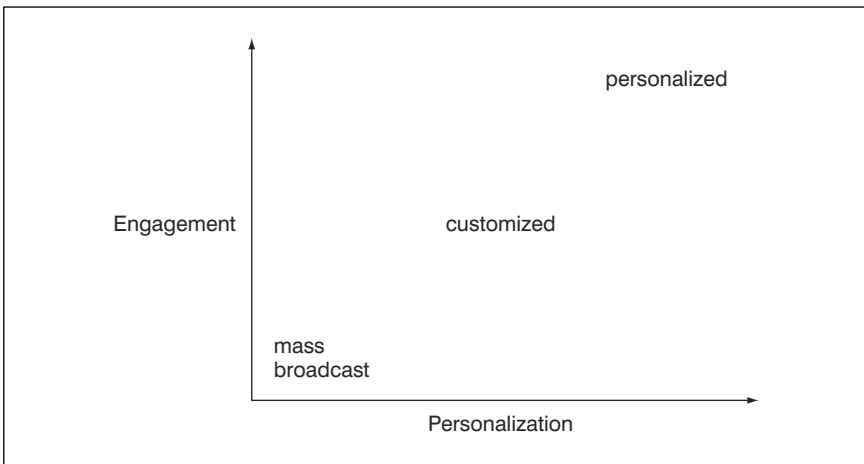 personalized
Engagement
customized
mass
broadcast
Personalization